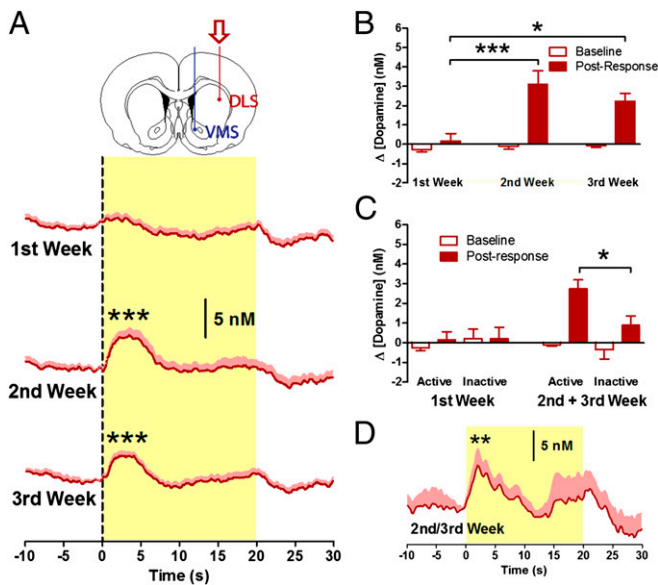 A
DLS
VMS
1st Week
***
5 nM
2nd Week
***
3rd Week
-10 -5 0 5 10 15 20 25 30
Time (s)
B
6
5
4
3
2
1
0
-1
-2
Δ [Dopamine] (nM)
*
***
Baseline
Post-Response
1st Week 2nd Week 3rd Week
C
6
5
4
3
2
1
0
-1
-2
Δ [Dopamine] (nM)
Baseline
Post-response
*
Active Inactive Active Inactive
1st Week 2nd + 3rd Week
D
**
5 nM
2nd/3rd Week
-10 -5 0 5 10 15 20 25 30
Time (s)